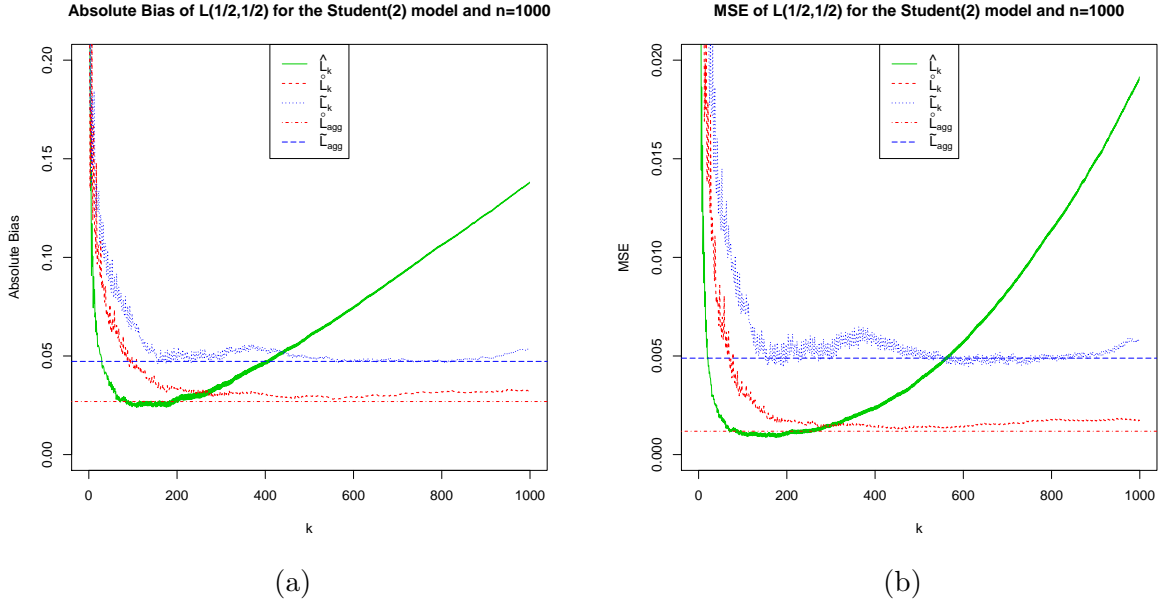 Absolute Bias of L(1/2,1/2) for the Student(2) model and n=1000
Absolute Bias
0.20
0.15
0.10
0.05
0.00
L̂k
L̊k
L̃k
L̊agg
L̃agg
0 200 400 600 800 1000
k
(a)
MSE of L(1/2,1/2) for the Student(2) model and n=1000
MSE
0.020
0.015
0.010
0.005
0.000
L̂k
L̊k
L̃k
L̊agg
L̃agg
0 200 400 600 800 1000
k
(b)